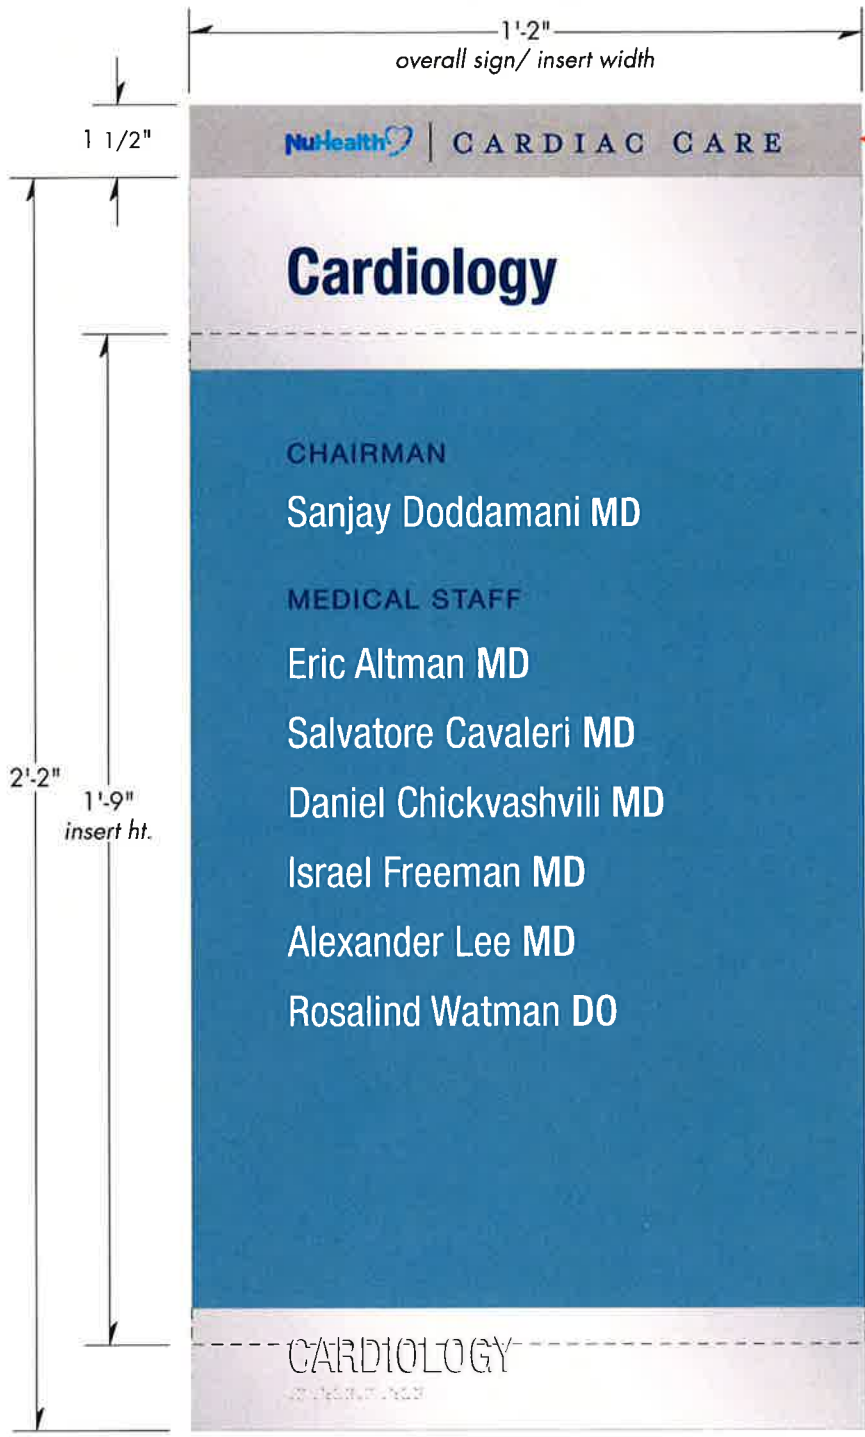 1'-2"
overall sign/ insert width
1 1/2"
NuHealth | CARDIAC CARE
Cardiology
CHAIRMAN
Sanjay Doddamani MD
MEDICAL STAFF
Eric Altman MD
Salvatore Cavaleri MD
2'-2"
Daniel Chickvashvili MD
1'-9"
insert ht.
Israel Freeman MD
Alexander Lee MD
Rosalind Watman DO
CARDIOLOGY